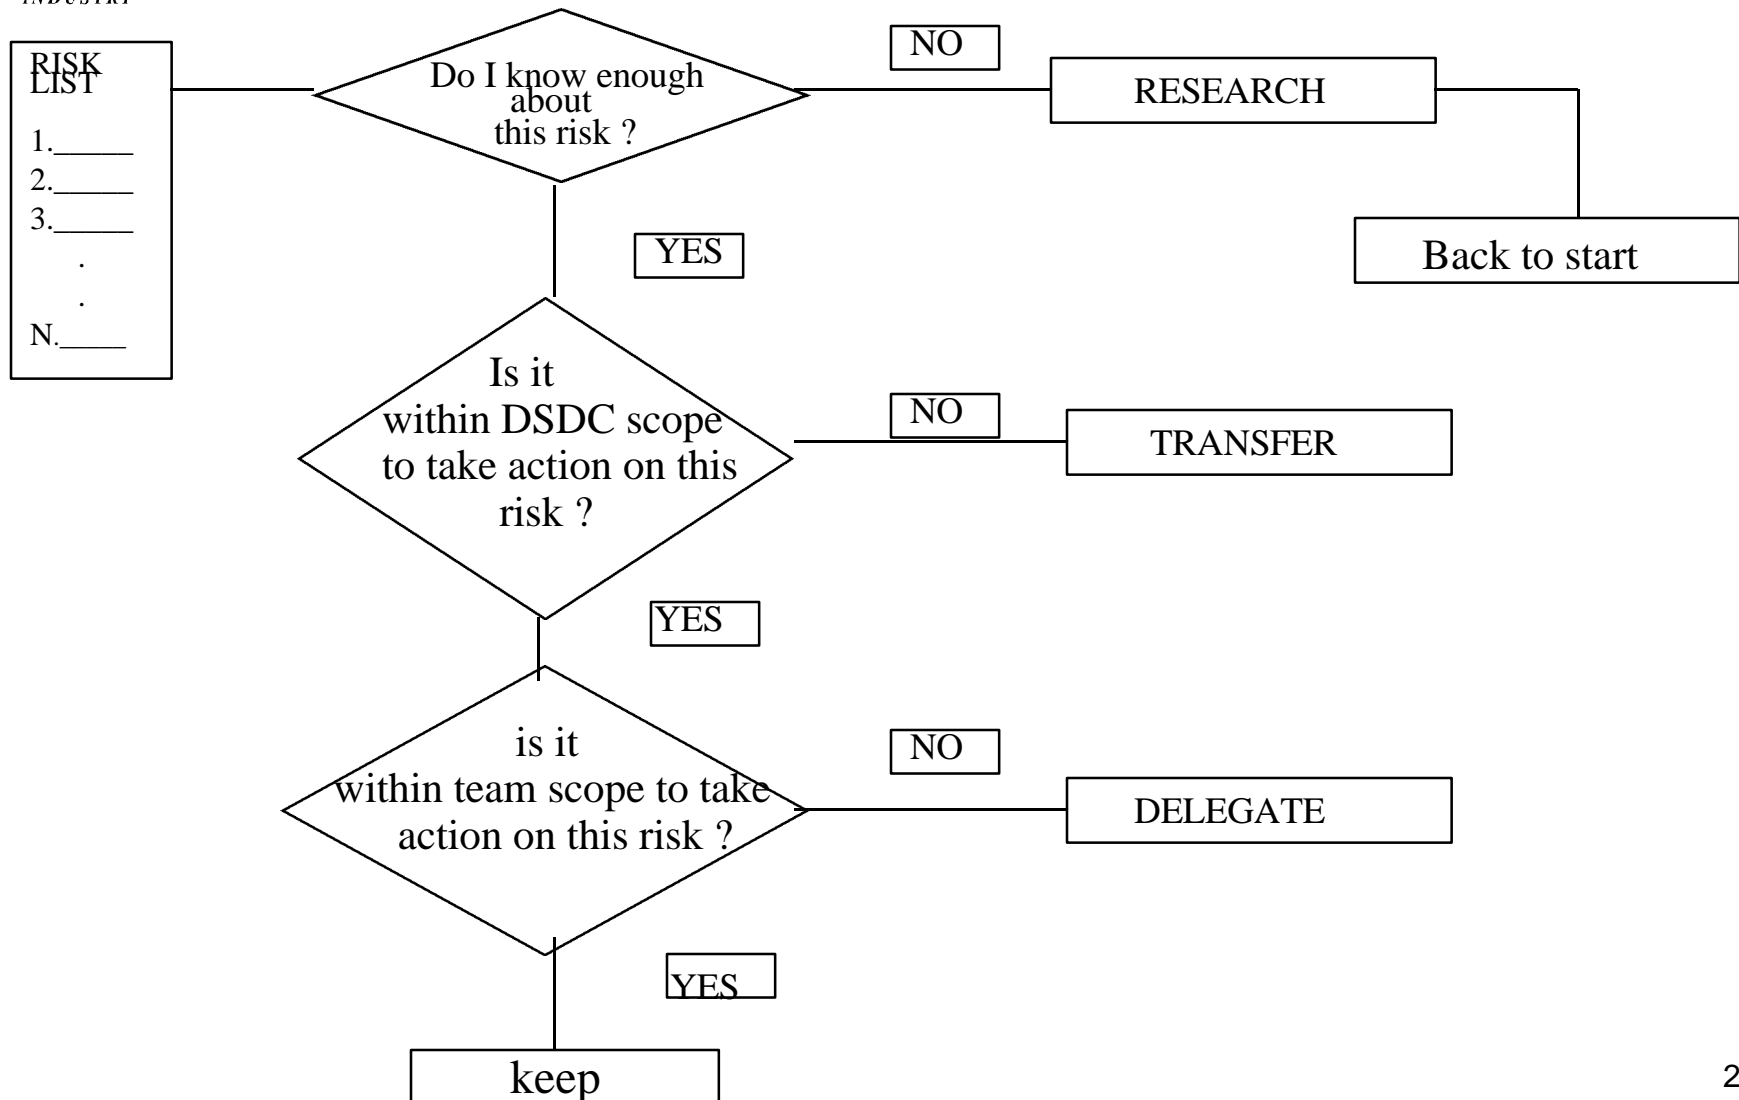 INDUSTRY
RISK
LIST
1._____
2._____
3._____
.
.
N._____
Do I know enough
about
this risk ?
NO
RESEARCH
Back to start
YES
Is it
within DSDC scope
to take action on this
risk ?
NO
TRANSFER
YES
is it
within team scope to take
action on this risk ?
NO
DELEGATE
YES
keep
2